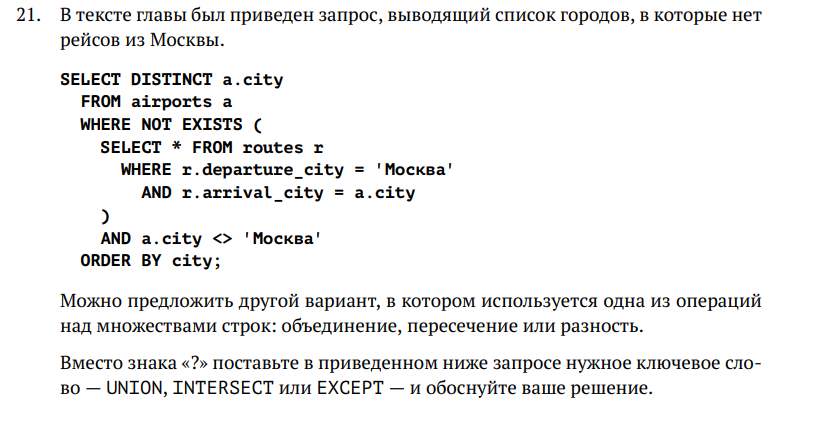 21. В тексте главы был приведен запрос, выводящий список городов, в которые нет
рейсов из Москвы.
SELECT DISTINCT a.city
FROM airports a
WHERE NOT EXISTS (
SELECT * FROM routes r
WHERE r.departure_city = 'Москва'
AND r.arrival_city = a.city
)
AND a.city <> 'Москва'
ORDER BY city;
Можно предложить другой вариант, в котором используется одна из операций
над множествами строк: объединение, пересечение или разность.
Вместо знака «?» поставьте в приведенном ниже запросе нужное ключевое сло-
во — UNION, INTERSECT или EXCEPT — и обоснуйте ваше решение.